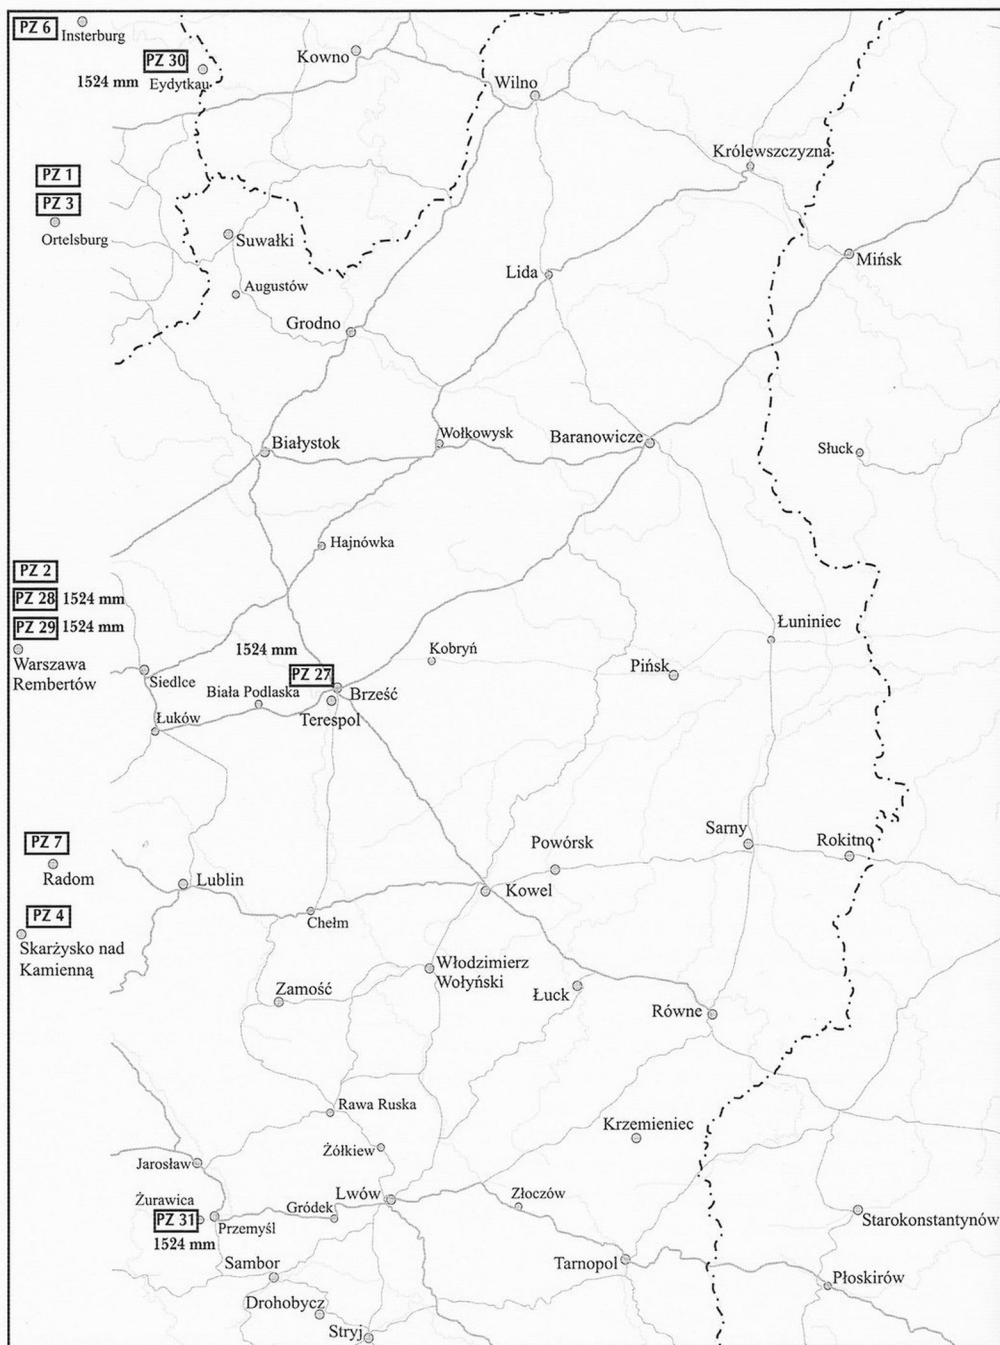 PZ 6
Insterburg
PZ 30
1524 mm
Eydytkau
Kowno
Wilno
Królewszczyzna
PZ 1
PZ 3
Ortelsburg
Suwałki
Mińsk
Lida
Augustów
Grodno
Białystok
Wołkowysk
Baranowicze
Słuck
Hajnówka
PZ 2
PZ 28 1524 mm
PZ 29 1524 mm
Warszawa
Rembertów
Łuniniec
1524 mm
Kobryń
Pińsk
PZ 27
Siedlce
Biała Podlaska
Brześć
Terespol
Łuków
PZ 7
Radom
Powórsk
Sarny
Rokitno
Lublin
Kowel
PZ 4
Chełm
Skarżysko nad
Kamienną
Włodzimierz
Wołyński
Zamość
Łuck
Równe
Rawa Ruska
Krzemieniec
Żółkiew
Jarosław
Żurawica
Lwów
Złoczów
Gródek
PZ 31
Przemyśl
Starokonstantynów
1524 mm
Sambor
Tarnopol
Płoskirów
Drohobycz
Stryj